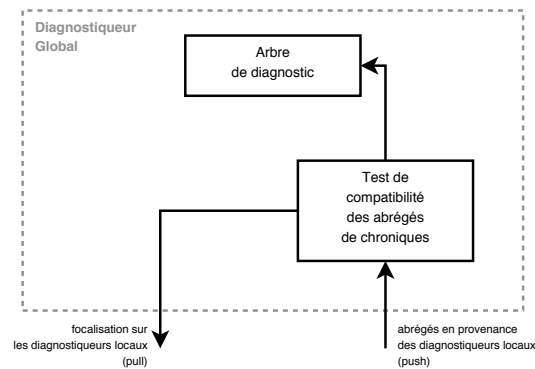 Diagnostiqueur
Global
Arbre
de diagnostic
Test de
compatibilité
des abrégés
de chroniques
focalisation sur
les diagnostiqueurs locaux
(pull)
abrégés en provenance
des diagnostiqueurs locaux
(push)